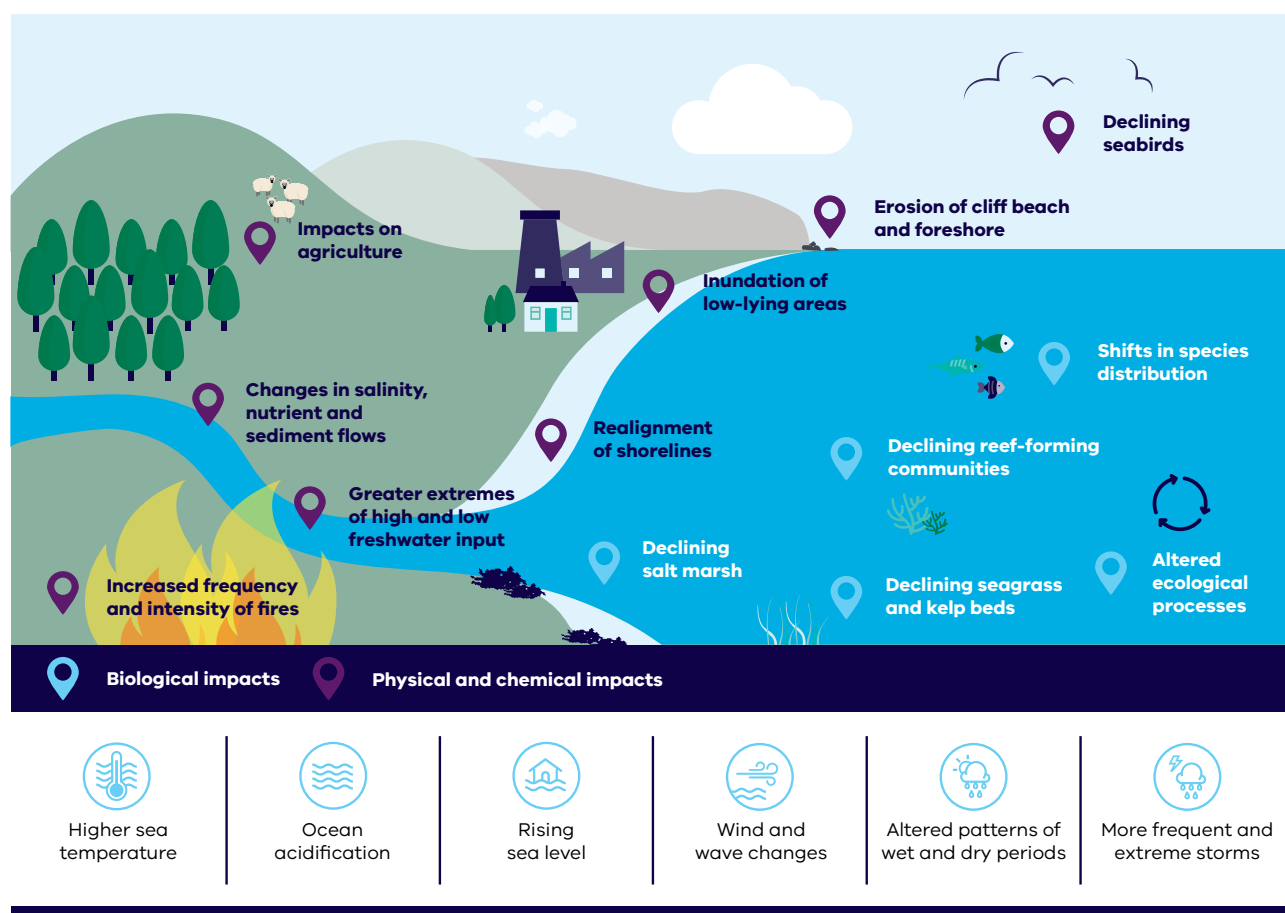 Declining
seabirds
Erosion of cliff beach
and foreshore
Impacts on
agriculture
Inundation of
low-lying areas
Shifts in species
distribution
Changes in salinity,
nutrient and
sediment flows
Realignment
of shorelines
Declining reef-forming
communities
Greater extremes
of high and low
freshwater input
Declining
salt marsh
Altered
ecological
processes
Increased frequency
and intensity of fires
Declining seagrass
and kelp beds
Biological impacts
Physical and chemical impacts
Higher sea
temperature
Ocean
acidification
Rising
sea level
Wind and
wave changes
Altered patterns of
wet and dry periods
More frequent and
extreme storms